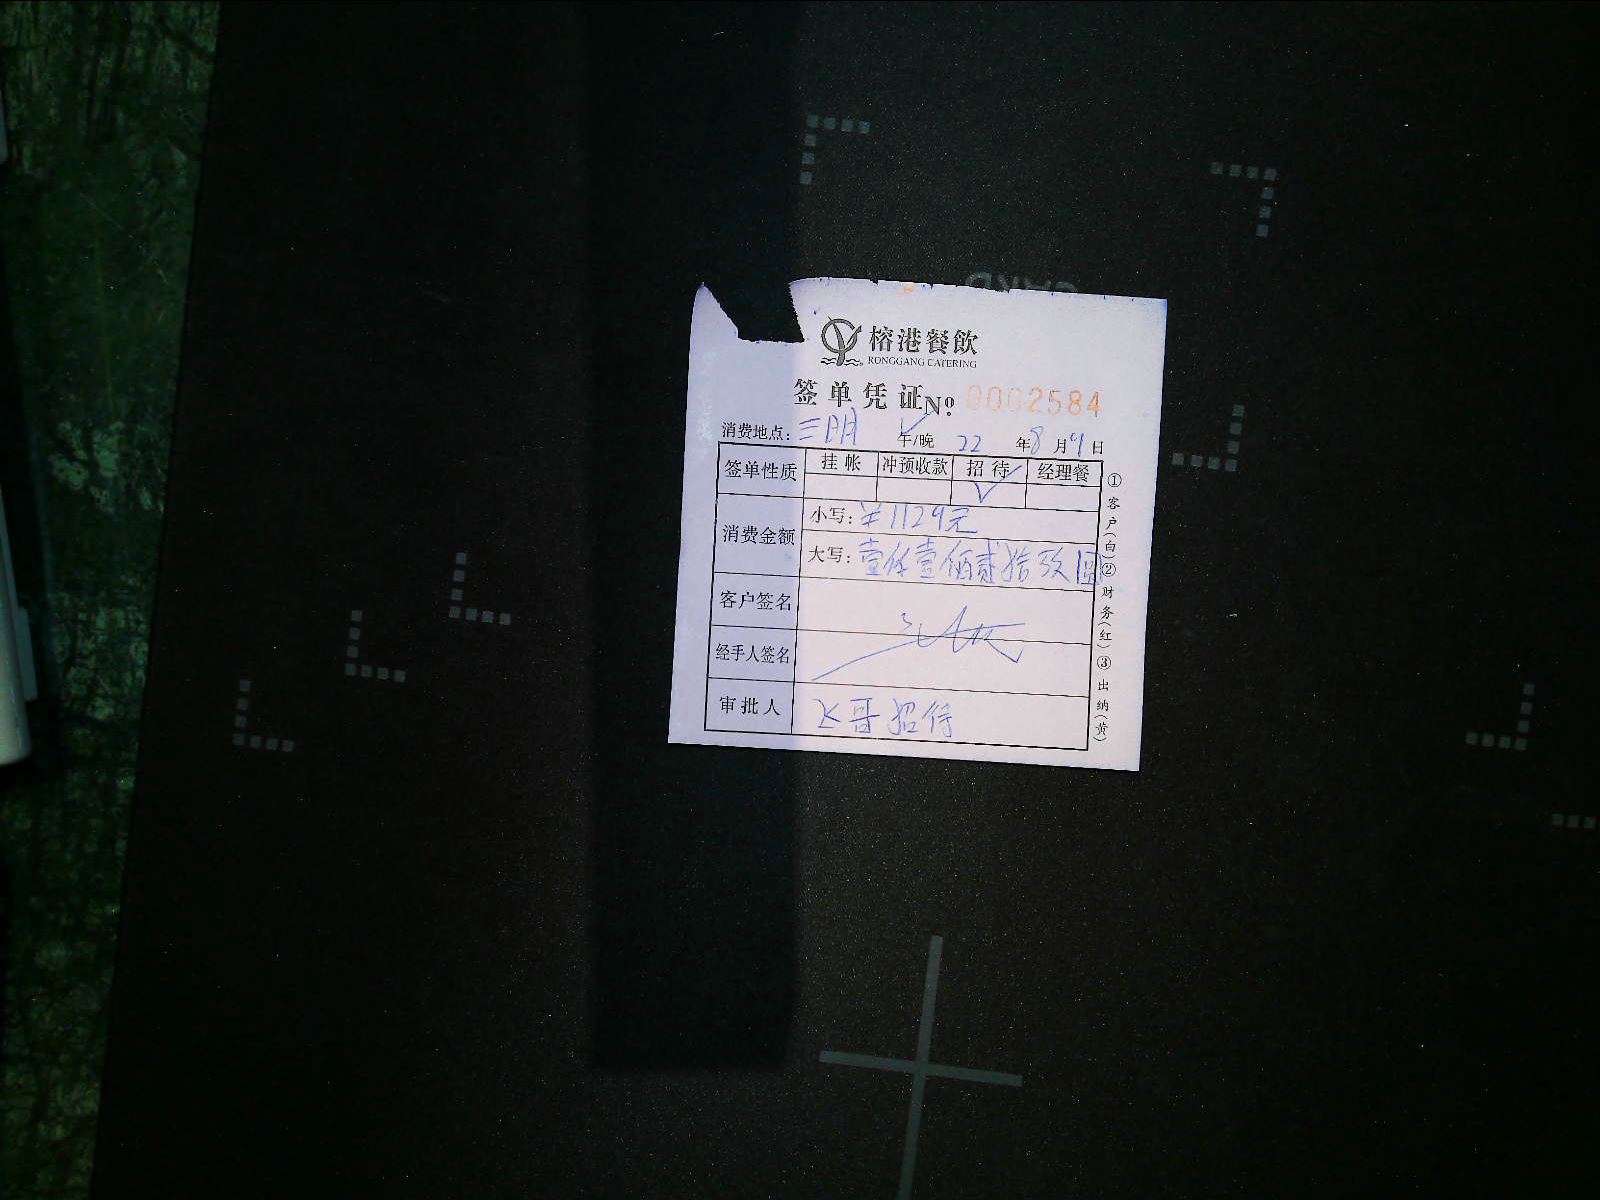 榕港餐飲
RONGGANG CATERING
签单凭证 Nº: 0002584
消费地点: 三明 午/晚 22 年 8 月 9 日
签单性质 挂帐 冲预收款 招待 经理餐
消费金额 小写: ¥1129元
大写: 壹仟壹佰贰拾玖圆
客户签名
经手人签名
审批人 飞哥招待
①客户(白)②财务(红)③出纳(黄)
CARD